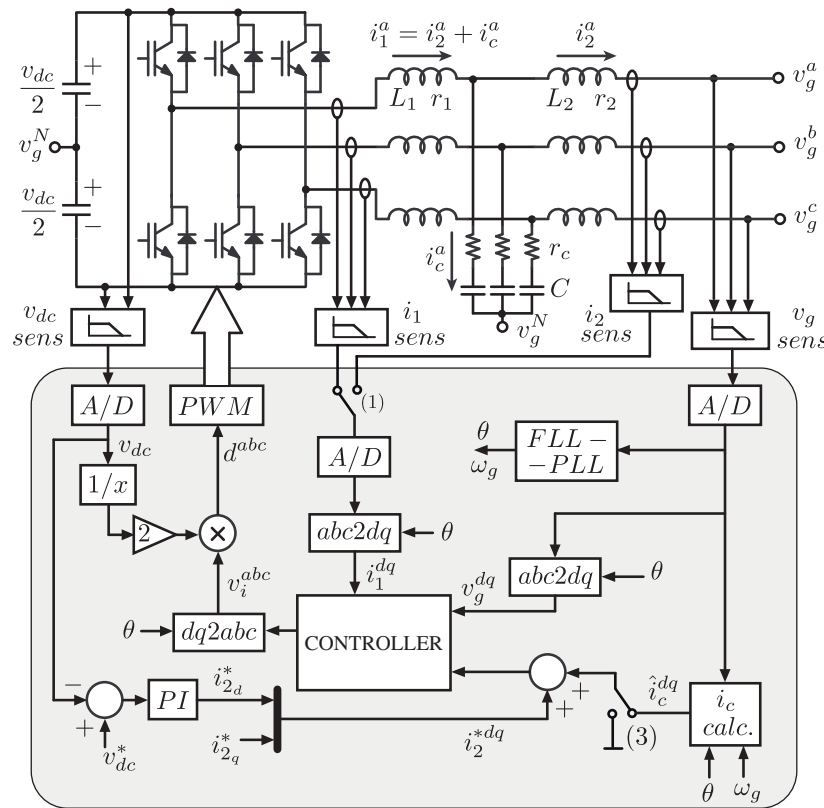 i_1^a = i_2^a + i_c^a
i_2^a
+
v_dc/2
−
L_1 r_1
L_2 r_2
v_g^a
v_g^N
v_g^b
+
v_dc/2
−
v_g^c
i_c^a
r_c
C
v_dc
sens
i_1
sens
v_g^N
i_2
sens
v_g
sens
A/D
PWM
(1)
A/D
v_dc
d^abc
A/D
θ
ω_g
FLL-
-PLL
1/x
2
×
abc2dq
θ
v_i^abc
i_1^dq
v_g^dq
abc2dq
θ
θ
dq2abc
CONTROLLER
−
+
PI
i_2d^*
+
+
î_c^dq
i_c
calc.
v_dc^*
i_2q^*
i_2^*dq
(3)
θ
ω_g